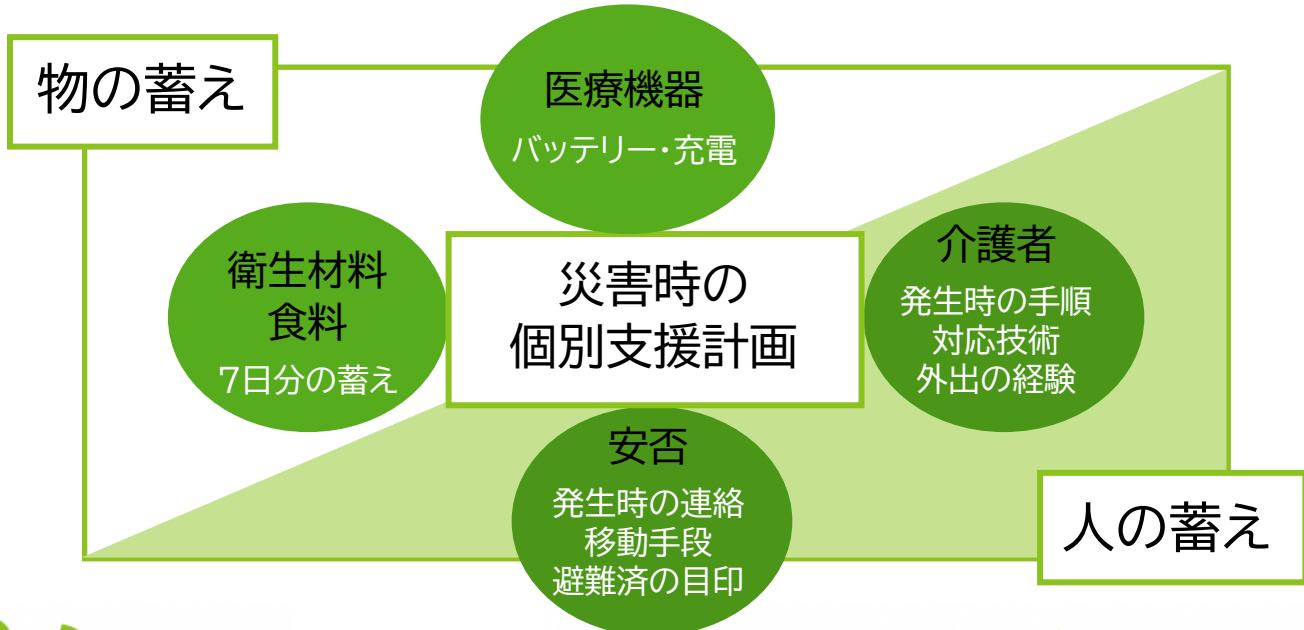 物の蓄え
医療機器
バッテリー・充電
衛生材料
食料
7日分の蓄え
災害時の
個別支援計画
介護者
発生時の手順
対応技術
外出の経験
安否
発生時の連絡
移動手段
避難済の目印
人の蓄え